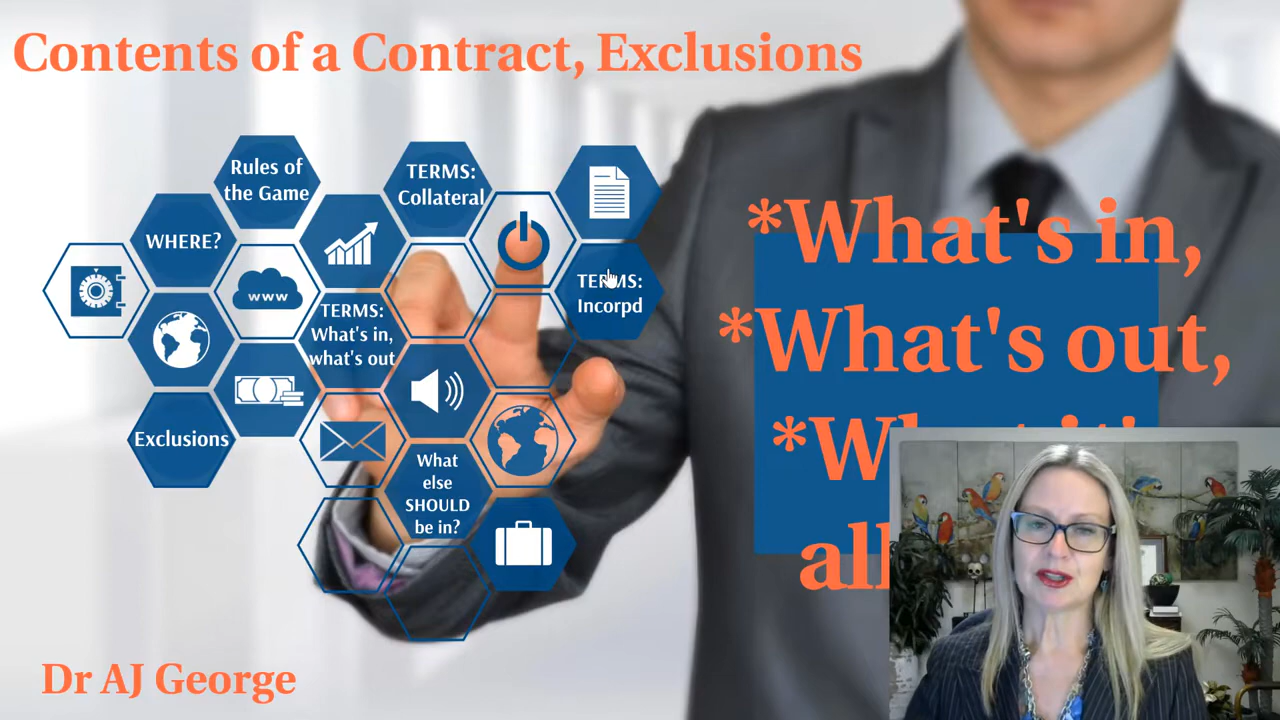 Contents of a Contract, Exclusions
Rules of
the Game
TERMS:
Collateral
WHERE?
www
TERMS:
Incorpd
TERMS:
What's in,
what's out
Exclusions
What
else
SHOULD
be in?
*What's in,
*What's out,
Dr AJ George